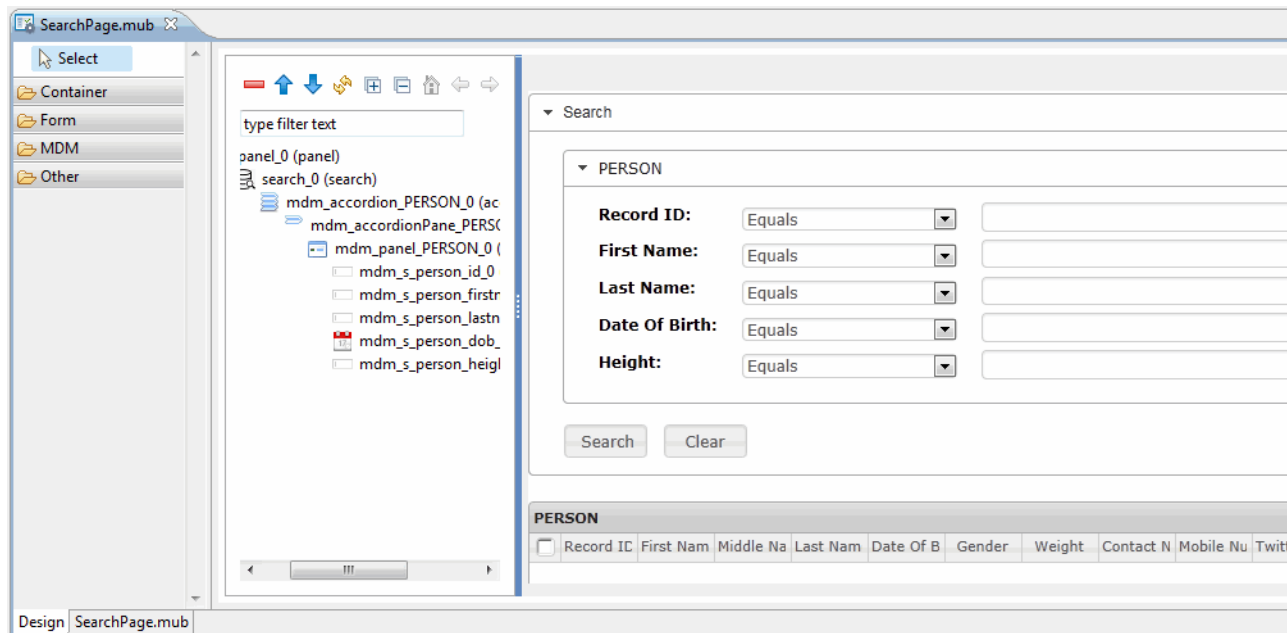 SearchPage.mub
Select
Container
Form
MDM
Other
type filter text
panel_0 (panel)
search_0 (search)
mdm_accordion_PERSON_0 (ac
mdm_accordionPane_PERSO
mdm_panel_PERSON_0 (
mdm_s_person_id_0
mdm_s_person_firstn
mdm_s_person_lastn
mdm_s_person_dob_
mdm_s_person_heigl
Search
PERSON
Record ID: Equals
First Name: Equals
Last Name: Equals
Date Of Birth: Equals
Height: Equals
Search Clear
PERSON
Record ID First Nam Middle Na Last Nam Date Of B Gender Weight Contact N Mobile Nu Twitt
Design SearchPage.mub